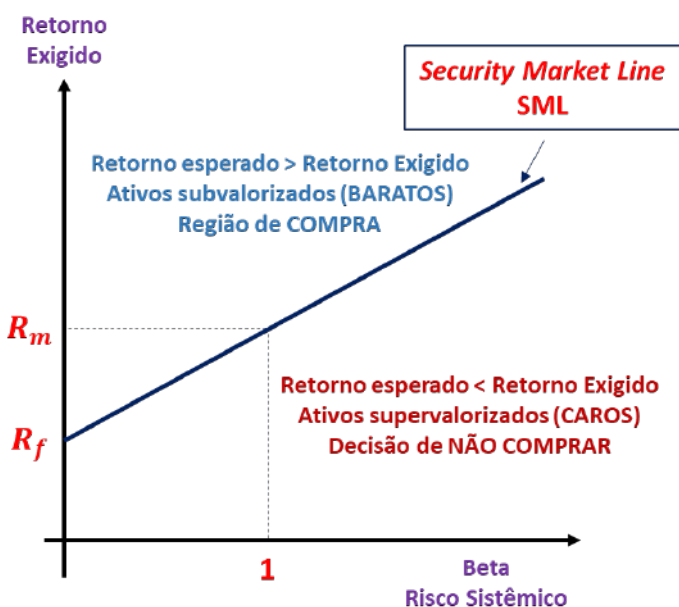 Retorno
Exigido
Security Market Line
SML
Retorno esperado > Retorno Exigido
Ativos subvalorizados (BARATOS)
Região de COMPRA
Rm
Retorno esperado < Retorno Exigido
Ativos supervalorizados (CAROS)
Decisão de NÃO COMPRAR
Rf
1
Beta
Risco Sistêmico